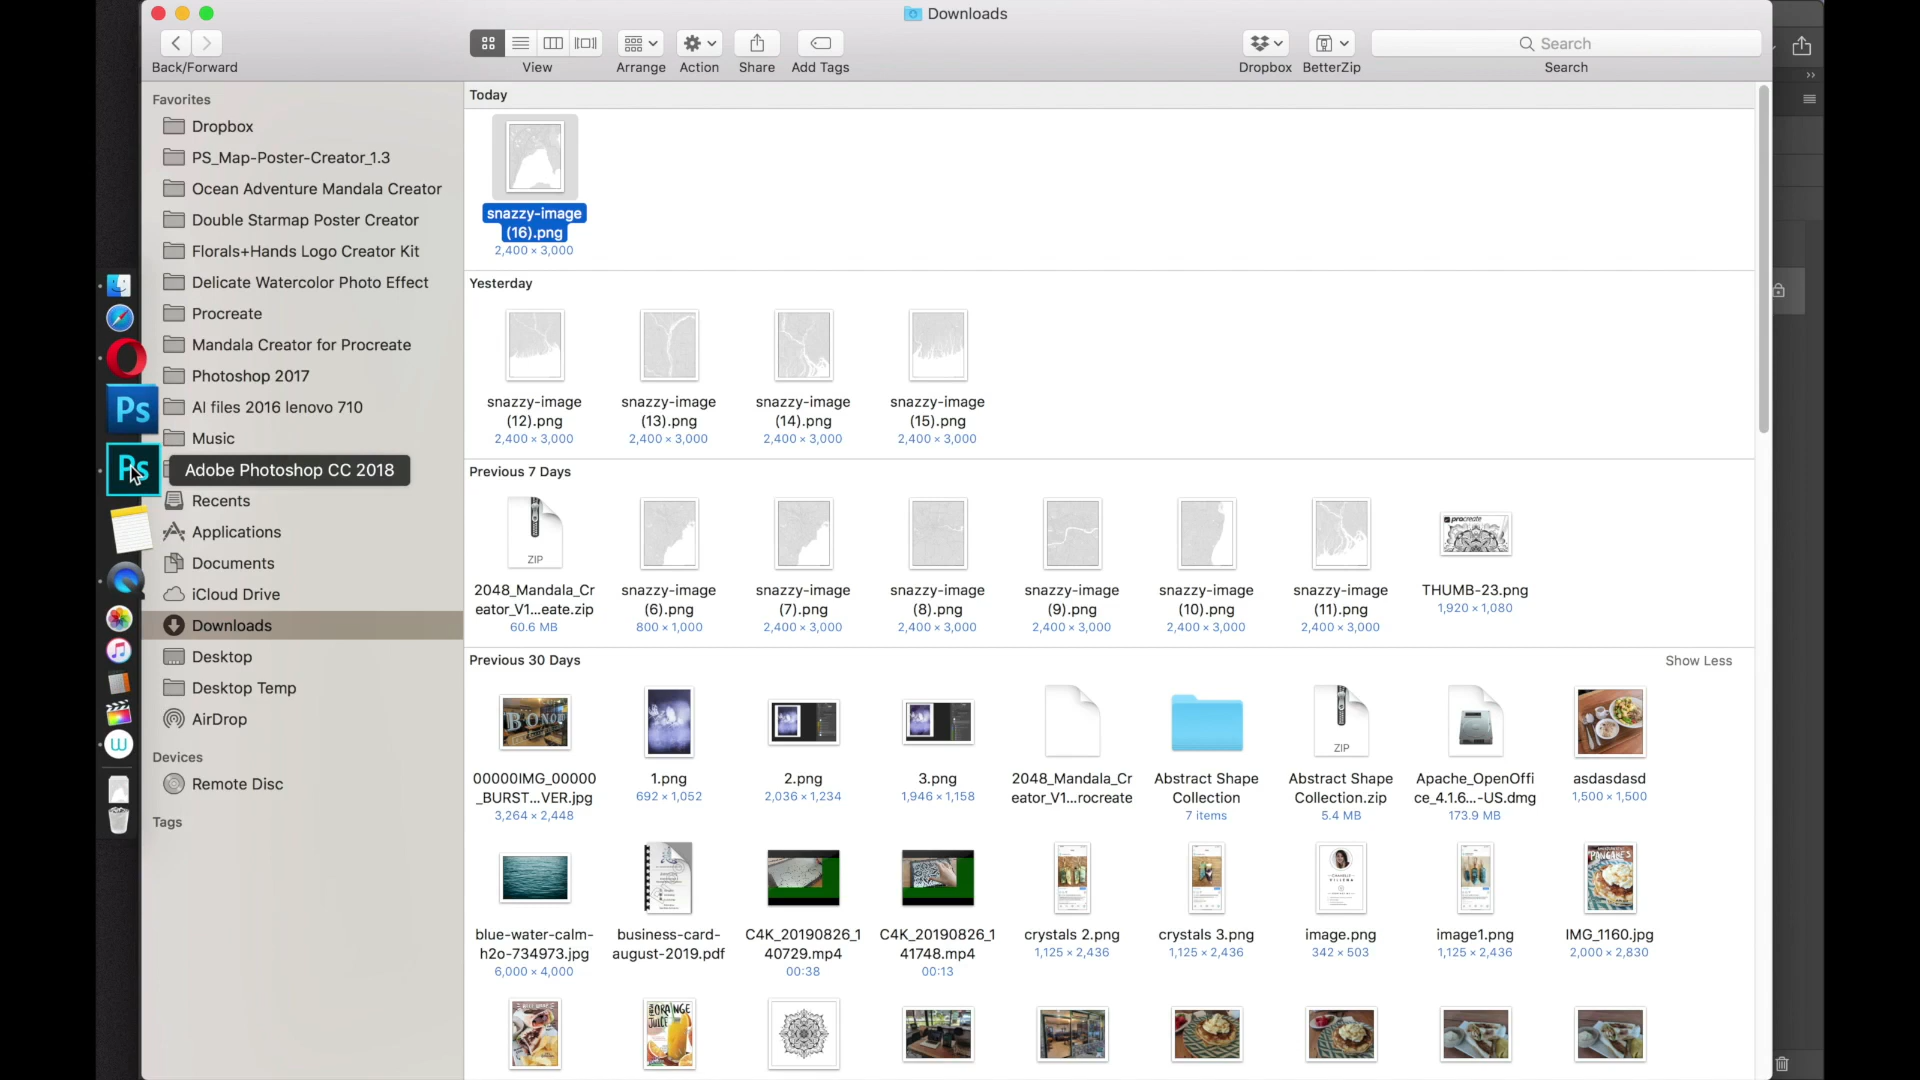 Downloads
Back/Forward
View
Arrange
Action
Share
Add Tags
Dropbox
BetterZip
Search
Search
Favorites
Dropbox
PS_Map-Poster-Creator_1.3
Ocean Adventure Mandala Creator
Double Starmap Poster Creator
Florals+Hands Logo Creator Kit
Delicate Watercolor Photo Effect
Procreate
Mandala Creator for Procreate
Photoshop 2017
AI files 2016 lenovo 710
Music
Adobe Photoshop CC 2018
Recents
Applications
Documents
iCloud Drive
Downloads
Desktop
Desktop Temp
AirDrop
Devices
Remote Disc
Tags
Ps
Ps
Today
snazzy-image
(16).png
2,400 × 3,000
Yesterday
snazzy-image
(12).png
2,400 × 3,000
snazzy-image
(13).png
2,400 × 3,000
snazzy-image
(14).png
2,400 × 3,000
snazzy-image
(15).png
2,400 × 3,000
Previous 7 Days
ZIP
2048_Mandala_Cr
eator_V1...eate.zip
60.6 MB
snazzy-image
(6).png
800 × 1,000
snazzy-image
(7).png
2,400 × 3,000
snazzy-image
(8).png
2,400 × 3,000
snazzy-image
(9).png
2,400 × 3,000
snazzy-image
(10).png
2,400 × 3,000
snazzy-image
(11).png
2,400 × 3,000
procreate
THUMB-23.png
1,920 × 1,080
Previous 30 Days
Show Less
BONOBO
00000IMG_00000
_BURST...VER.jpg
3,264 × 2,448
1.png
692 × 1,052
2.png
2,036 × 1,234
3.png
1,946 × 1,158
2048_Mandala_Cr
eator_V1...rocreate
Abstract Shape
Collection
7 items
ZIP
Abstract Shape
Collection.zip
5.4 MB
Apache_OpenOffi
ce_4.1.6...-US.dmg
173.9 MB
asdasdasd
1,500 × 1,500
blue-water-calm-
h2o-734973.jpg
6,000 × 4,000
business-card-
august-2019.pdf
C4K_20190826_1
40729.mp4
00:38
C4K_20190826_1
41748.mp4
00:13
crystals 2.png
1,125 × 2,436
crystals 3.png
1,125 × 2,436
image.png
342 × 503
image1.png
1,125 × 2,436
PANCAKES
IMG_1160.jpg
2,000 × 2,830
ORANGE
JUICE